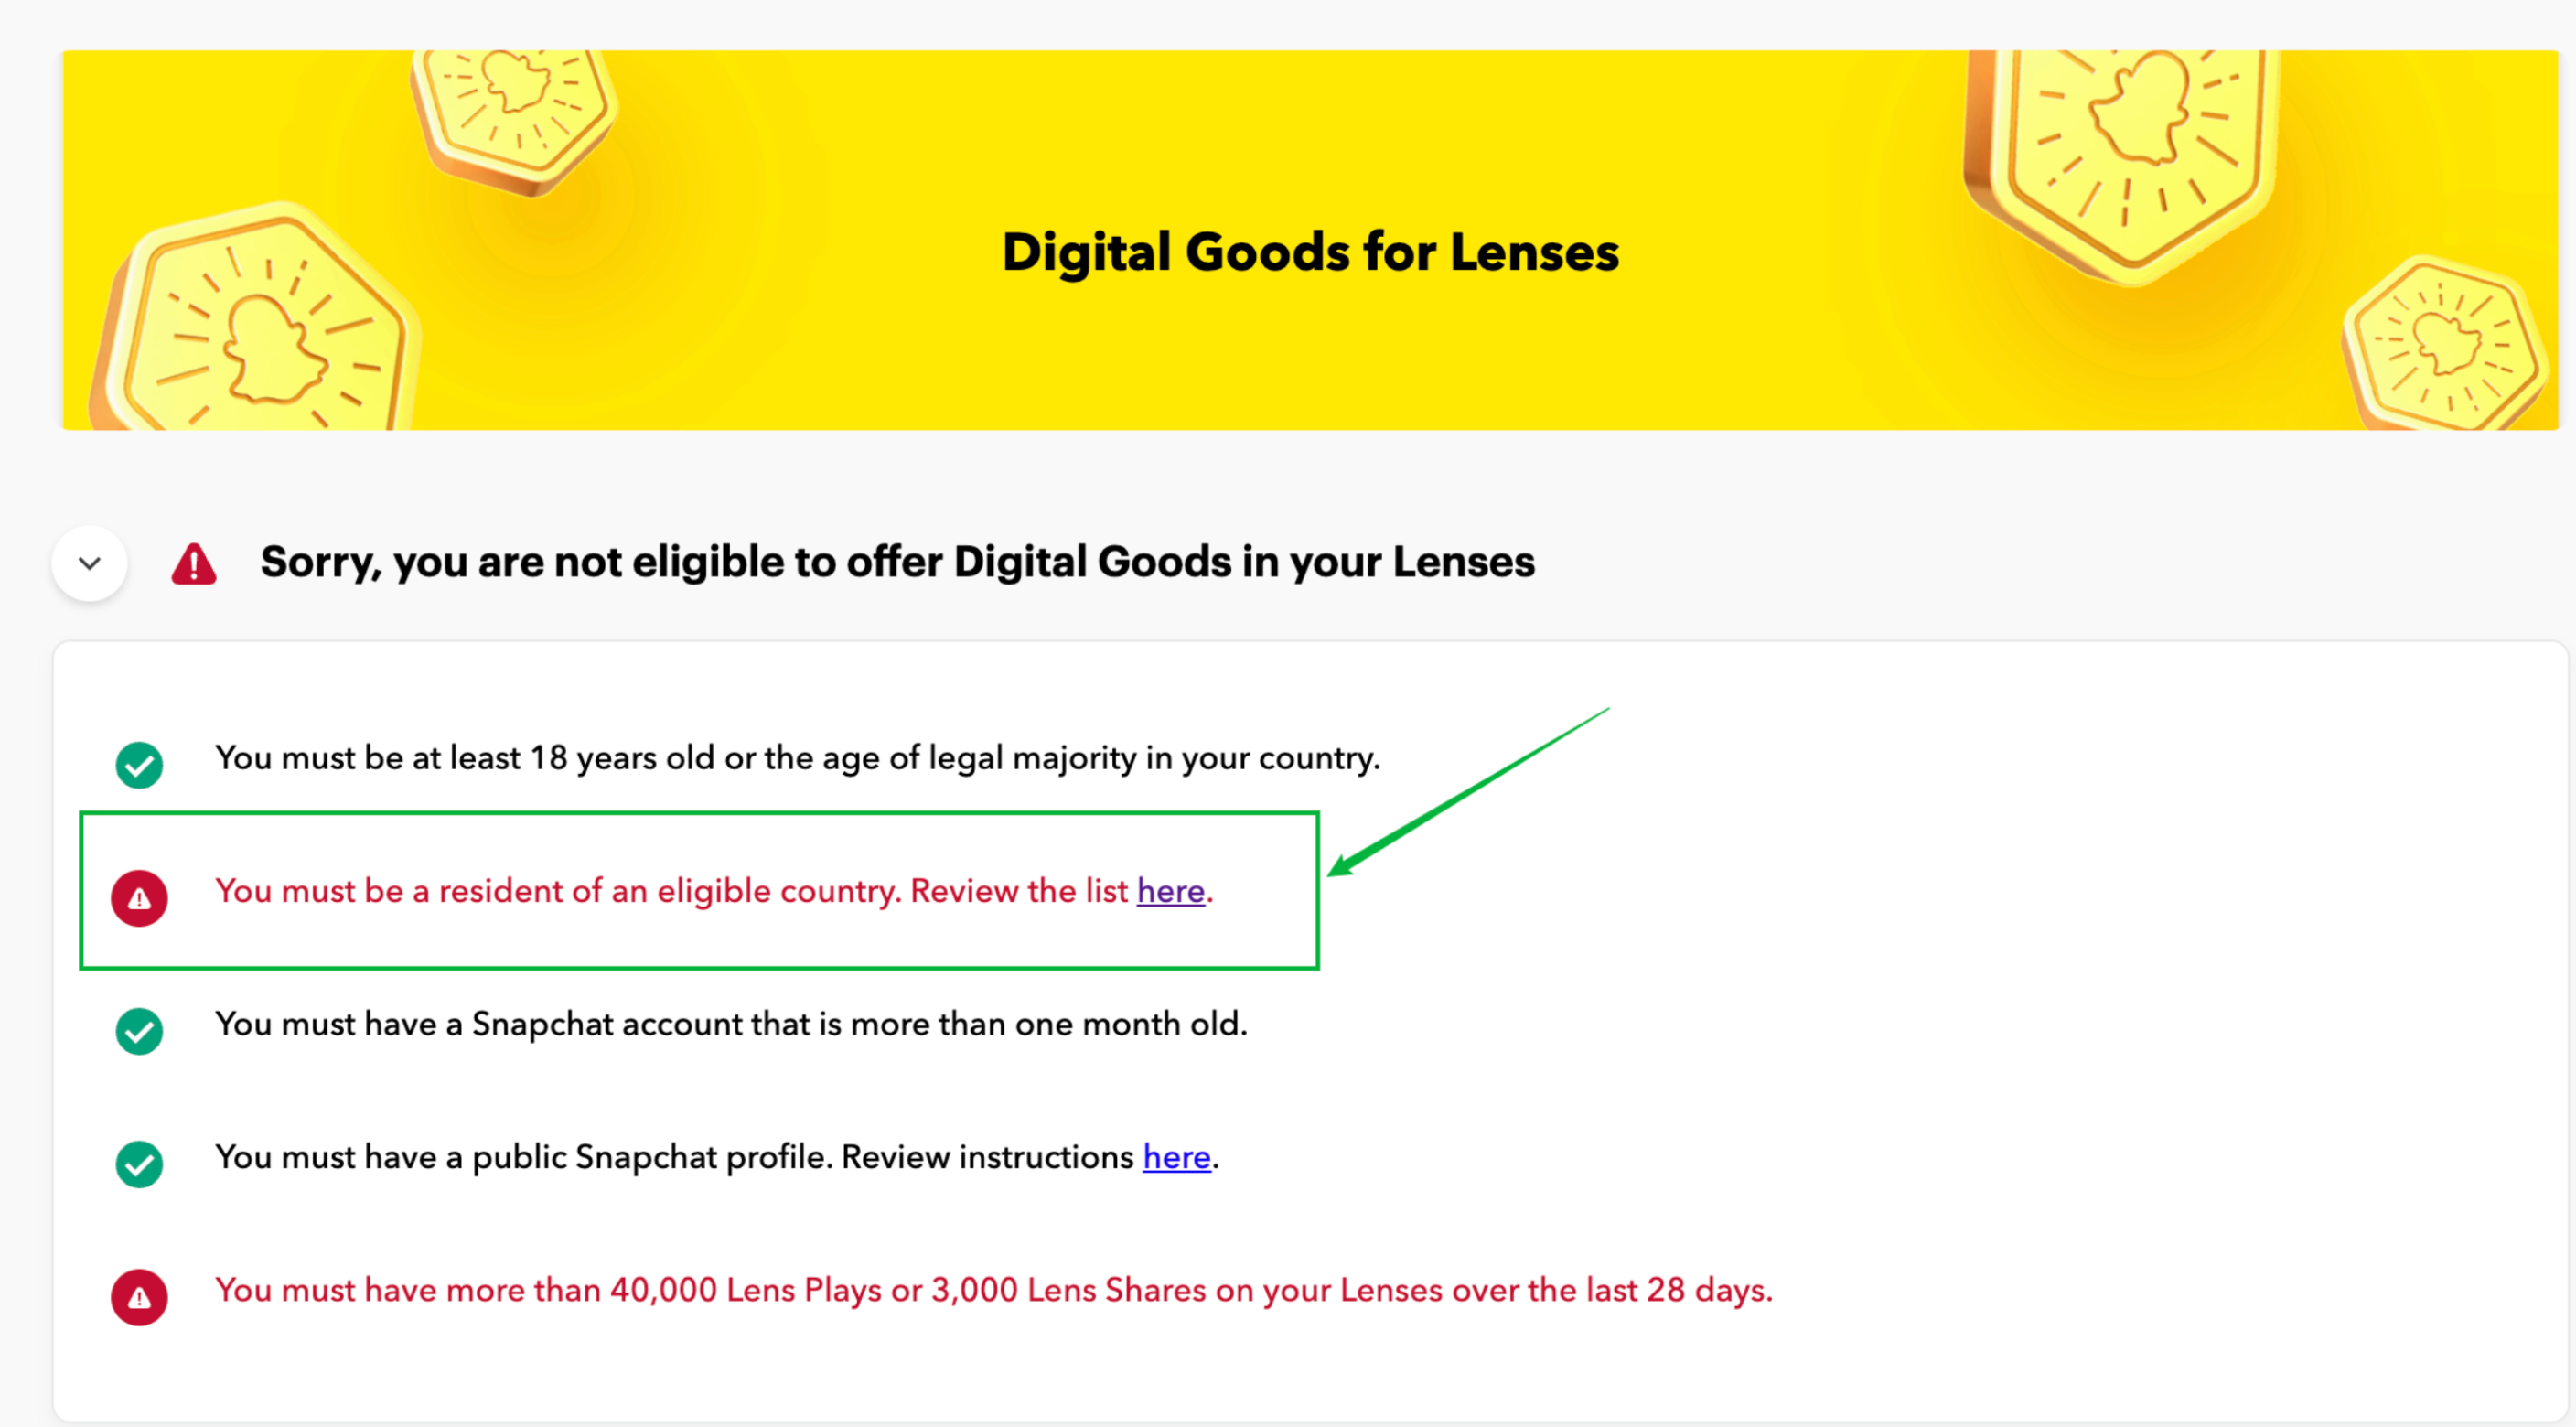 Digital Goods for Lenses
Sorry, you are not eligible to offer Digital Goods in your Lenses
You must be at least 18 years old or the age of legal majority in your country.
You must be a resident of an eligible country. Review the list here.
You must have a Snapchat account that is more than one month old.
You must have a public Snapchat profile. Review instructions here.
You must have more than 40,000 Lens Plays or 3,000 Lens Shares on your Lenses over the last 28 days.